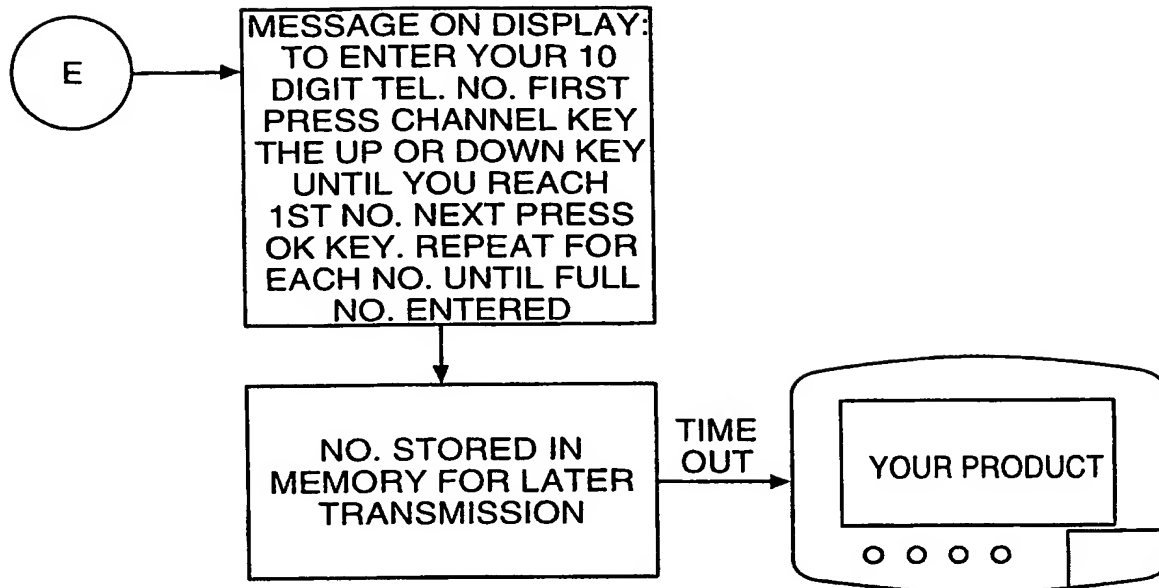 E
MESSAGE ON DISPLAY:
TO ENTER YOUR 10
DIGIT TEL. NO. FIRST
PRESS CHANNEL KEY
THE UP OR DOWN KEY
UNTIL YOU REACH
1ST NO. NEXT PRESS
OK KEY. REPEAT FOR
EACH NO. UNTIL FULL
NO. ENTERED
NO. STORED IN
MEMORY FOR LATER
TRANSMISSION
TIME
OUT
YOUR PRODUCT